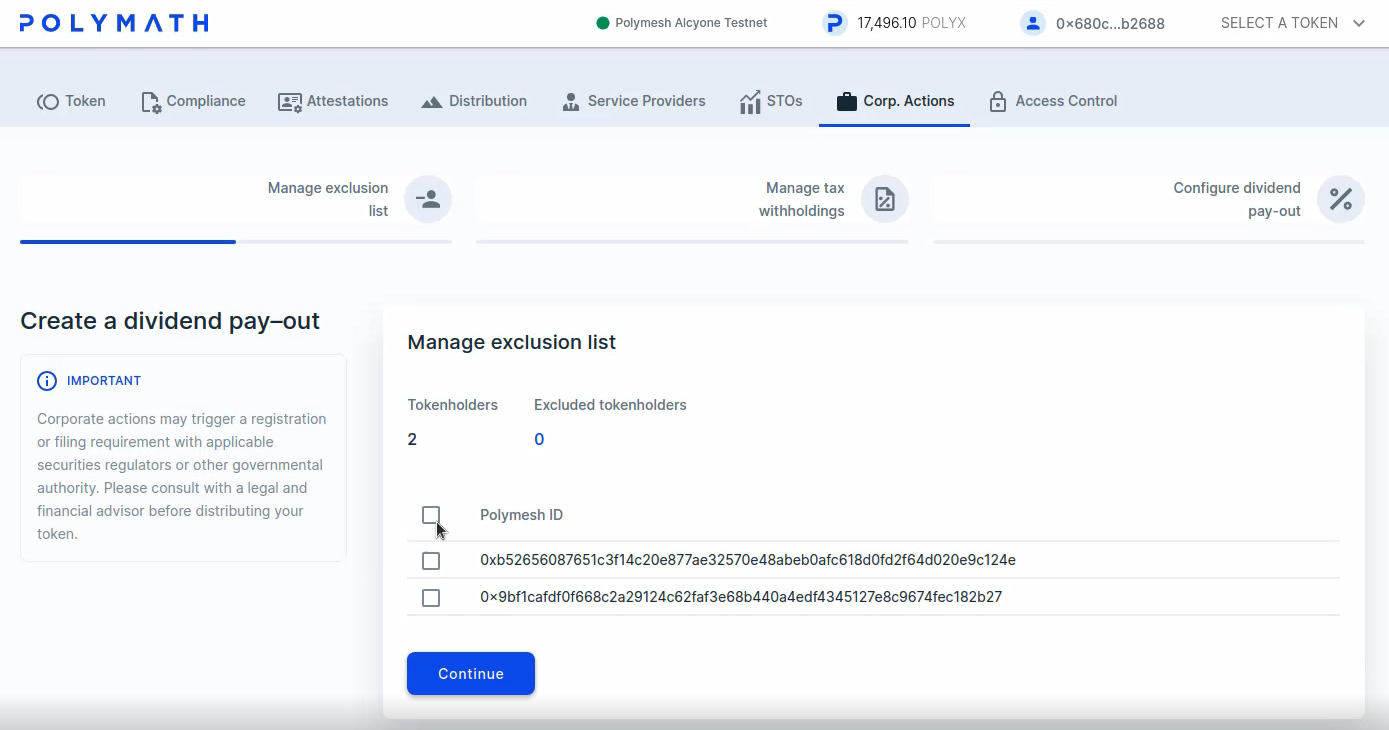 POLYMATH
Polymesh Alcyone Testnet
17,496.10 POLYX
0×680c...b2688
SELECT A TOKEN
Token
Compliance
Attestations
Distribution
Service Providers
STOs
Corp. Actions
Access Control
Manage exclusion
list
Manage tax
withholdings
Configure dividend
pay-out
Create a dividend pay–out
IMPORTANT
Corporate actions may trigger a registration
or filing requirement with applicable
securities regulators or other governmental
authority. Please consult with a legal and
financial advisor before distributing your
token.
Manage exclusion list
Tokenholders
Excluded tokenholders
2
0
Polymesh ID
0xb52656087651c3f14c20e877ae32570e48abeb0afc618d0fd2f64d020e9c124e
0×9bf1cafdf0f668c2a29124c62faf3e68b440a4edf4345127e8c9674fec182b27
Continue